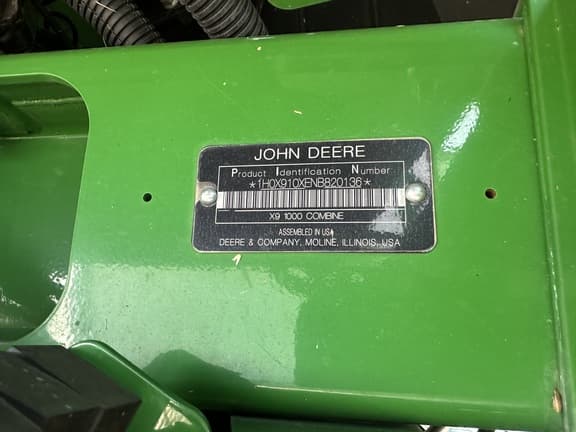 JOHN DEERE
Product Identification Number
*1H0X910XENB820136*
X9 1000 COMBINE
ASSEMBLED IN USA
DEERE & COMPANY, MOLINE, ILLINOIS, USA